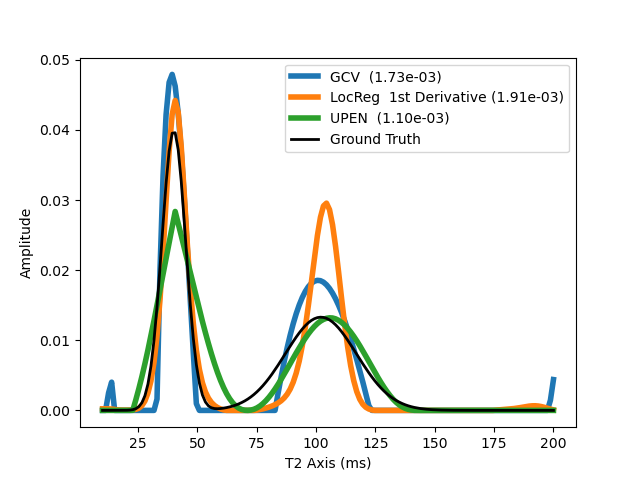 0.05
0.04
0.03
0.02
0.01
0.00
Amplitude
GCV  (1.73e-03)
LocReg  1st Derivative (1.91e-03)
UPEN  (1.10e-03)
Ground Truth
25 50 75 100 125 150 175 200
T2 Axis (ms)